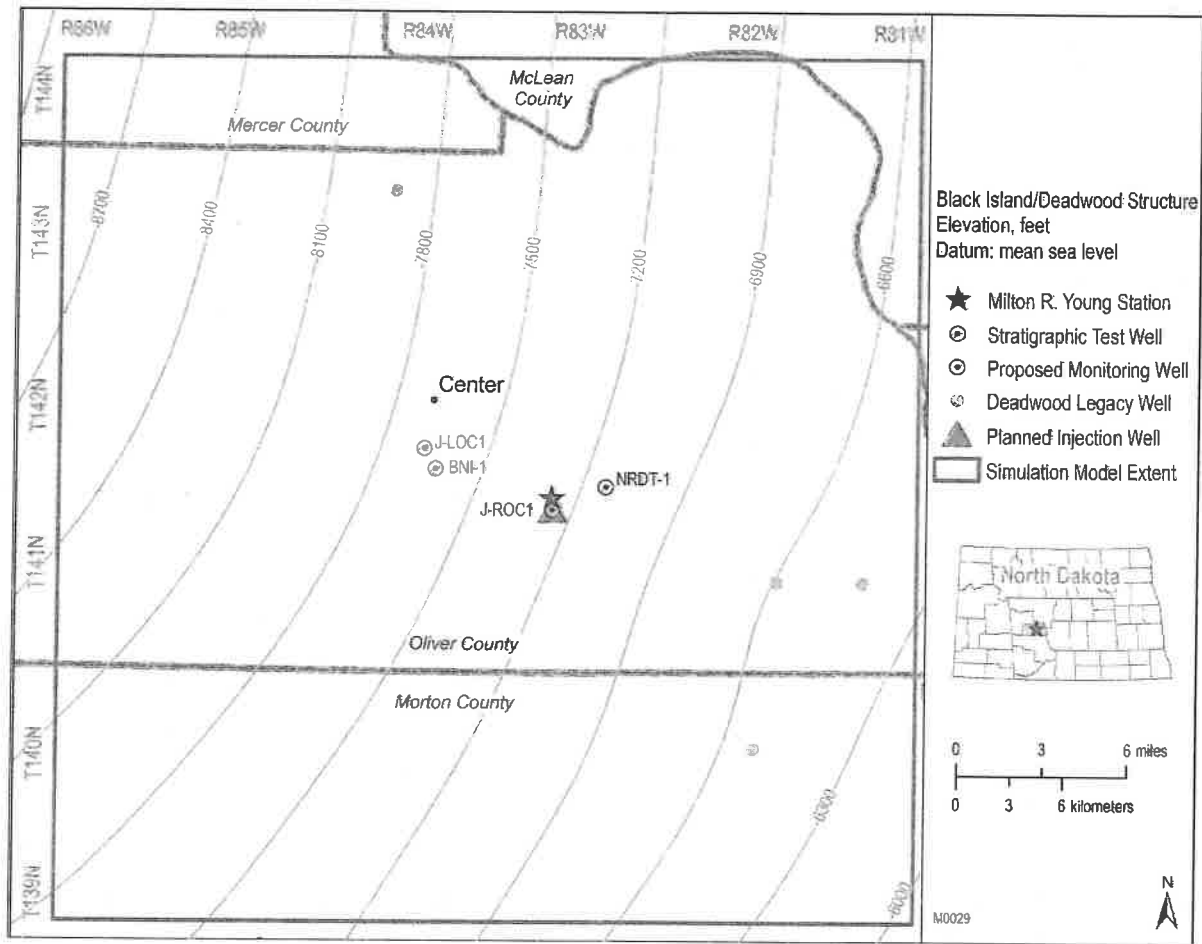 R86W
R85W
R84W
R83W
R82W
R81W
T144N
T143N
T142N
T141N
T140N
T139N
McLean
County
Mercer County
-8700
-8400
-8100
-7800
-7500
-7200
-6900
-6600
-6300
-6000
Center
J-LOC1
BNI-1
NRDT-1
J-ROC1
Oliver County
Morton County
Black Island/Deadwood Structure
Elevation, feet
Datum: mean sea level
Milton R. Young Station
Stratigraphic Test Well
Proposed Monitoring Well
Deadwood Legacy Well
Planned Injection Well
Simulation Model Extent
North Dakota
0 3 6 miles
0 3 6 kilometers
M0029
N